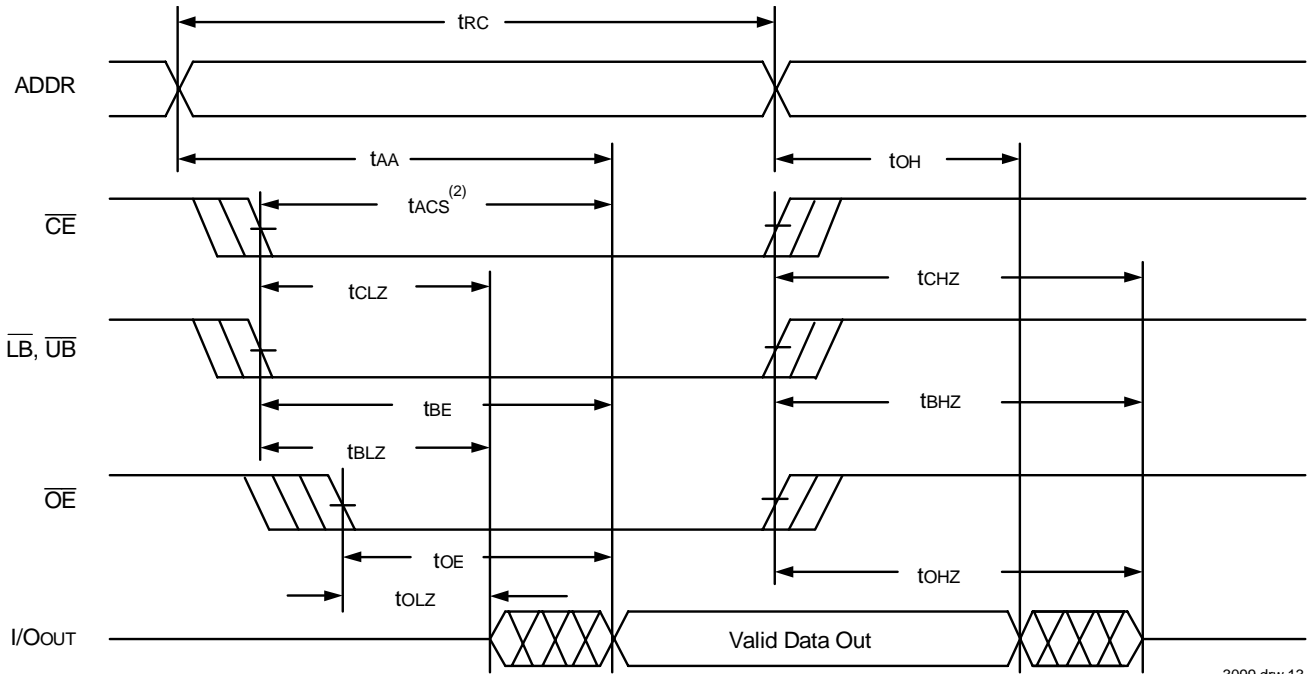 tRC
ADDR
tAA
tOH
tACS(2)
CE
tCLZ
tCHZ
LB, UB
tBE
tBHZ
tBLZ
OE
tOE
tOHZ
tOLZ
I/OOUT
Valid Data Out